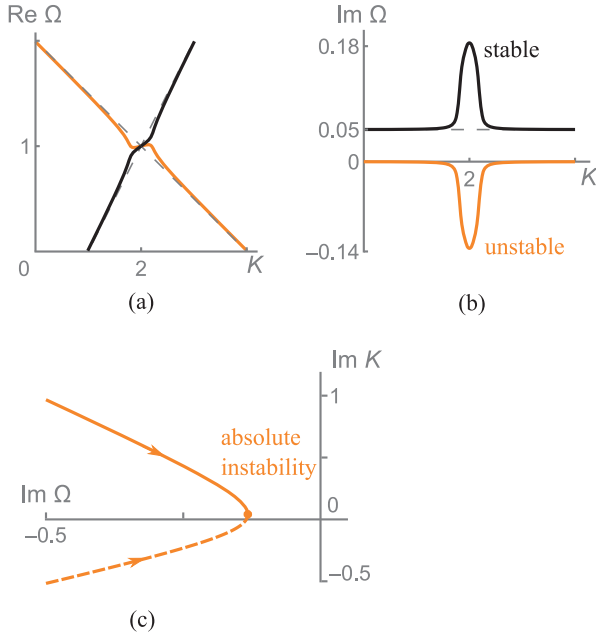 Re Ω
1
0
2
K
(a)
Im Ω
0.18
stable
0.05
0
2
K
unstable
−0.14
(b)
Im K
1
absolute
instability
Im Ω
0
−0.5
−0.5
(c)